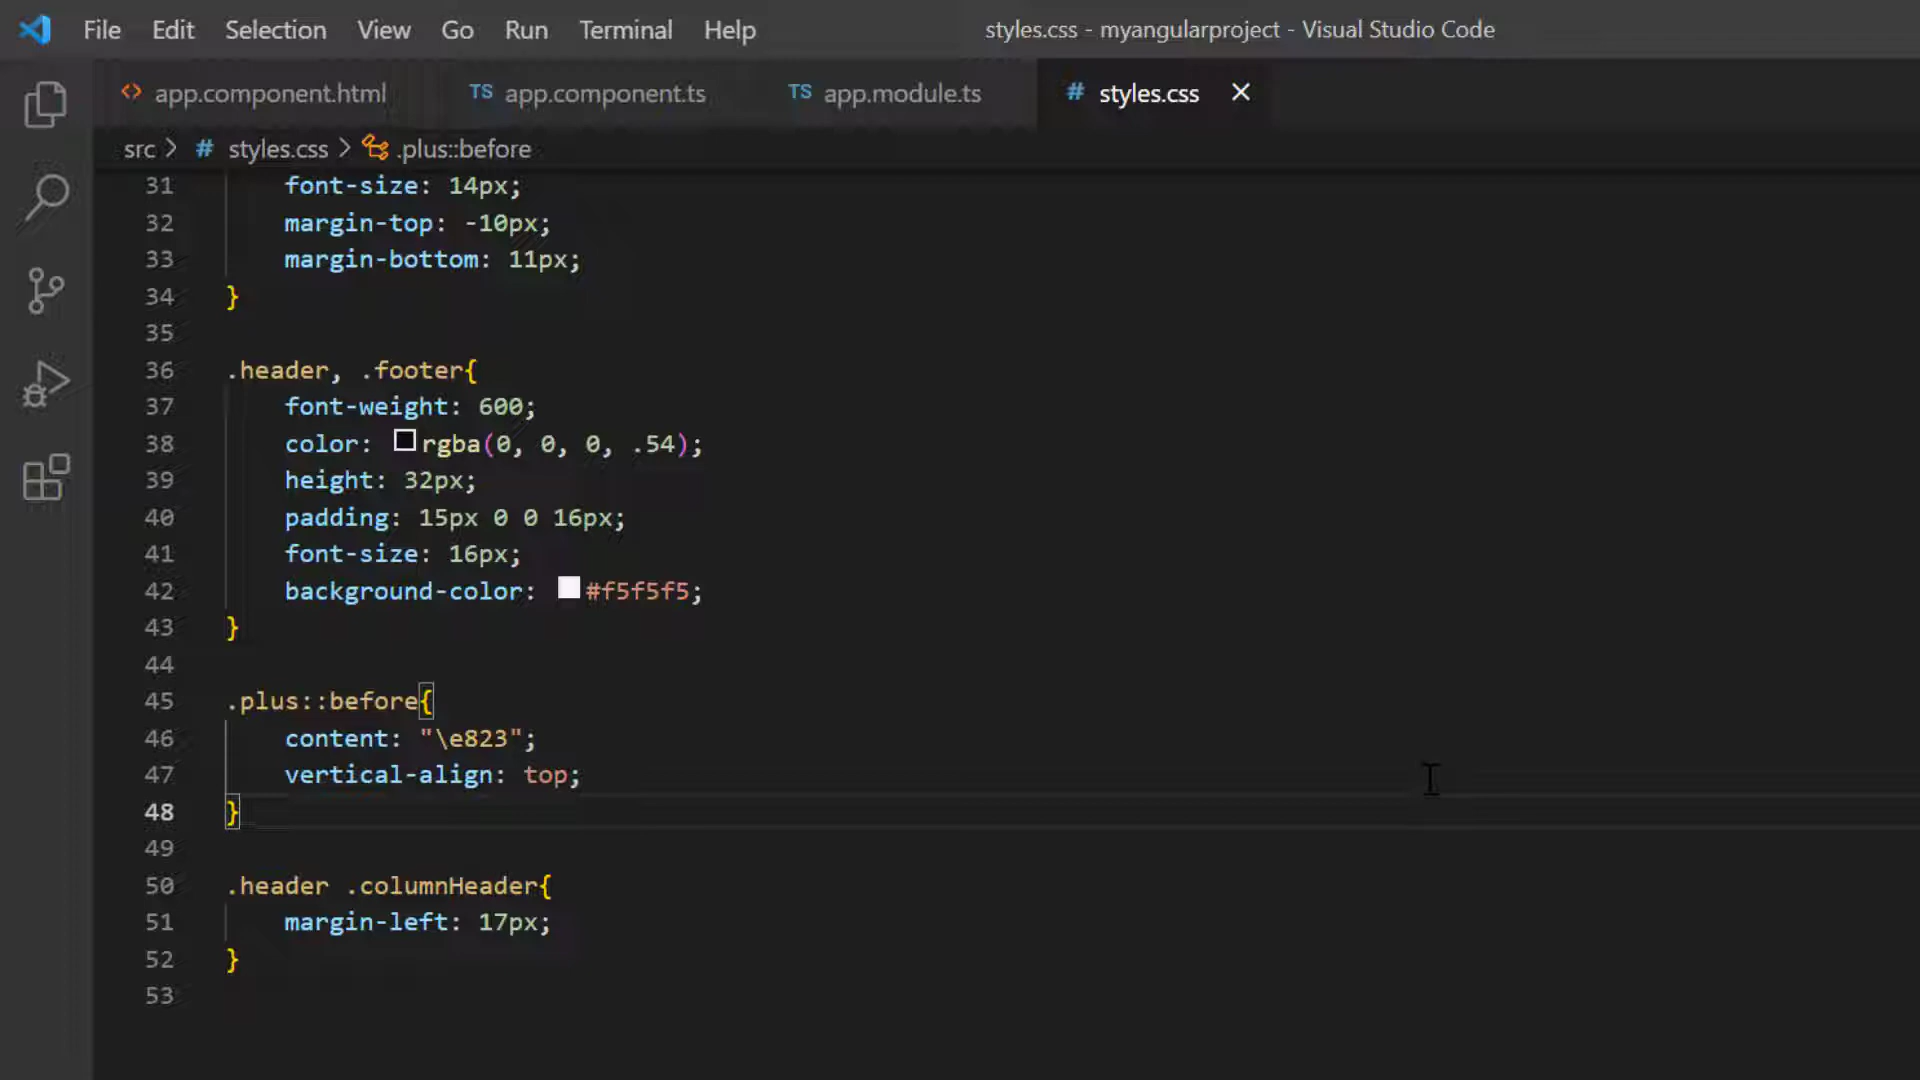 File Edit Selection View Go Run Terminal Help styles.css - myangularproject - Visual Studio Code
<> app.component.html TS app.component.ts TS app.module.ts # styles.css ×
src > # styles.css > .plus::before
31 font-size: 14px;
32 margin-top: -10px;
33 margin-bottom: 11px;
34 }
35
36 .header, .footer{
37 font-weight: 600;
38 color: rgba(0, 0, 0, .54);
39 height: 32px;
40 padding: 15px 0 0 16px;
41 font-size: 16px;
42 background-color: #f5f5f5;
43 }
44
45 .plus::before{
46 content: "\e823";
47 vertical-align: top;
48 }
49
50 .header .columnHeader{
51 margin-left: 17px;
52 }
53